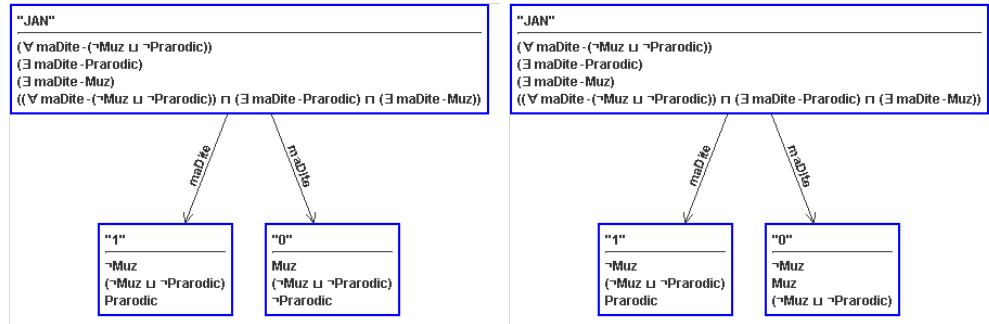 "JAN"
(∀ maDite-(¬Muz ⊔ ¬Prarodic))
(∃ maDite-Prarodic)
(∃ maDite-Muz)
((∀ maDite-(¬Muz ⊔ ¬Prarodic)) ⊓ (∃ maDite-Prarodic) ⊓ (∃ maDite-Muz))
maDite
maDite
"1"
¬Muz
(¬Muz ⊔ ¬Prarodic)
Prarodic
"0"
Muz
(¬Muz ⊔ ¬Prarodic)
¬Prarodic
"JAN"
(∀ maDite-(¬Muz ⊔ ¬Prarodic))
(∃ maDite-Prarodic)
(∃ maDite-Muz)
((∀ maDite-(¬Muz ⊔ ¬Prarodic)) ⊓ (∃ maDite-Prarodic) ⊓ (∃ maDite-Muz))
maDite
maDite
"1"
¬Muz
(¬Muz ⊔ ¬Prarodic)
Prarodic
"0"
¬Muz
Muz
(¬Muz ⊔ ¬Prarodic)